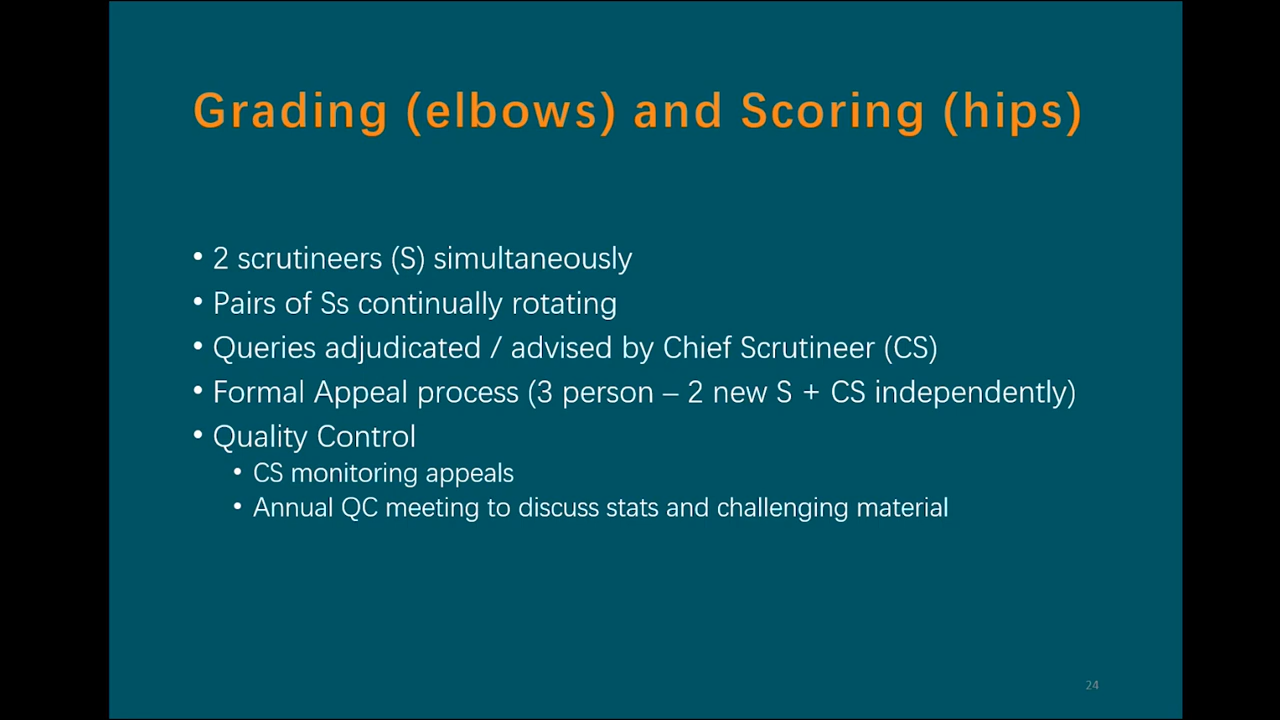 Grading (elbows) and Scoring (hips)
• 2 scrutineers (S) simultaneously
• Pairs of Ss continually rotating
• Queries adjudicated / advised by Chief Scrutineer (CS)
• Formal Appeal process (3 person – 2 new S + CS independently)
• Quality Control
• CS monitoring appeals
• Annual QC meeting to discuss stats and challenging material
24